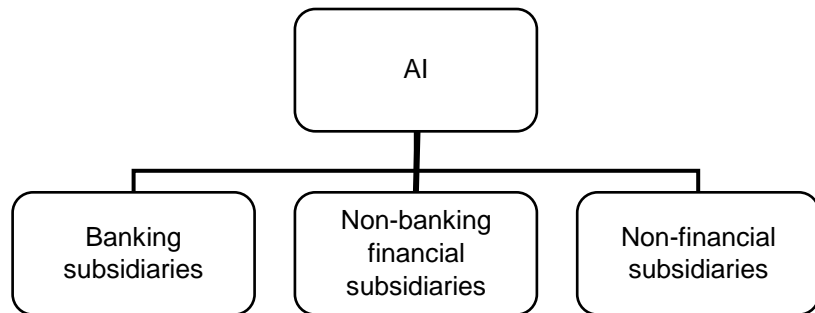 AI
Banking
subsidiaries
Non-banking
financial
subsidiaries
Non-financial
subsidiaries